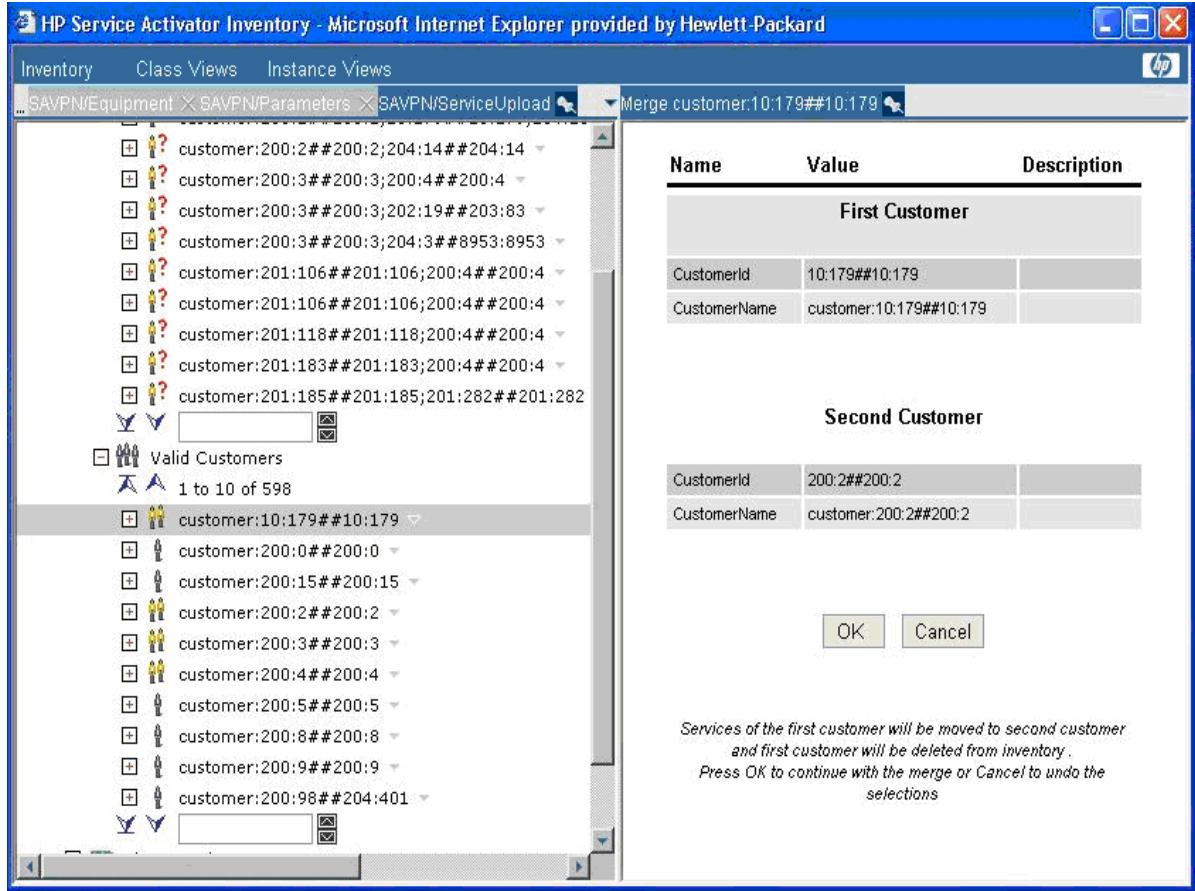 HP Service Activator Inventory - Microsoft Internet Explorer provided by Hewlett-Packard
Inventory Class Views Instance Views
hp
... SAVPN/Equipment SAVPN/Parameters SAVPN/ServiceUpload
Merge customer:10:179##10:179
customer:200:2##200:2;204:14##204:14
customer:200:3##200:3;200:4##200:4
customer:200:3##200:3;202:19##203:83
customer:200:3##200:3;204:3##8953:8953
customer:201:106##201:106;200:4##200:4
customer:201:106##201:106;200:4##200:4
customer:201:118##201:118;200:4##200:4
customer:201:183##201:183;200:4##200:4
customer:201:185##201:185;201:282##201:282
Valid Customers
1 to 10 of 598
customer:10:179##10:179
customer:200:0##200:0
customer:200:15##200:15
customer:200:2##200:2
customer:200:3##200:3
customer:200:4##200:4
customer:200:5##200:5
customer:200:8##200:8
customer:200:9##200:9
customer:200:98##204:401
Name Value Description
First Customer
CustomerId 10:179##10:179
CustomerName customer:10:179##10:179
Second Customer
CustomerId 200:2##200:2
CustomerName customer:200:2##200:2
OK Cancel
Services of the first customer will be moved to second customer
and first customer will be deleted from inventory .
Press OK to continue with the merge or Cancel to undo the
selections